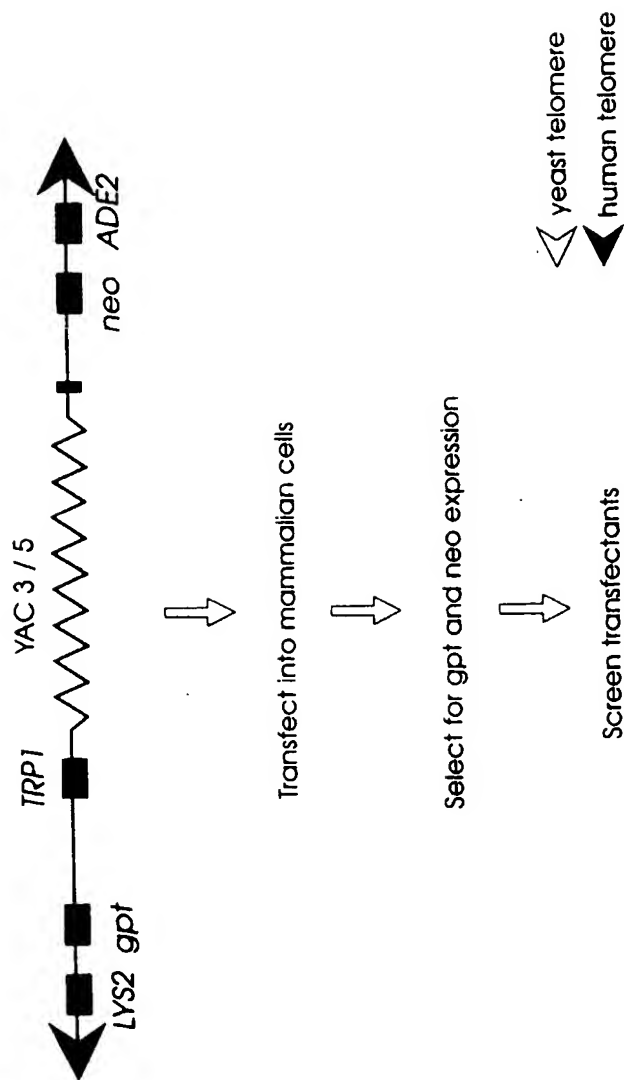 TRP1
YAC 3 / 5
LYS2 gpt
neo ADE2
Transfect into mammalian cells
Select for gpt and neo expression
Screen transfectants
yeast telomere
human telomere